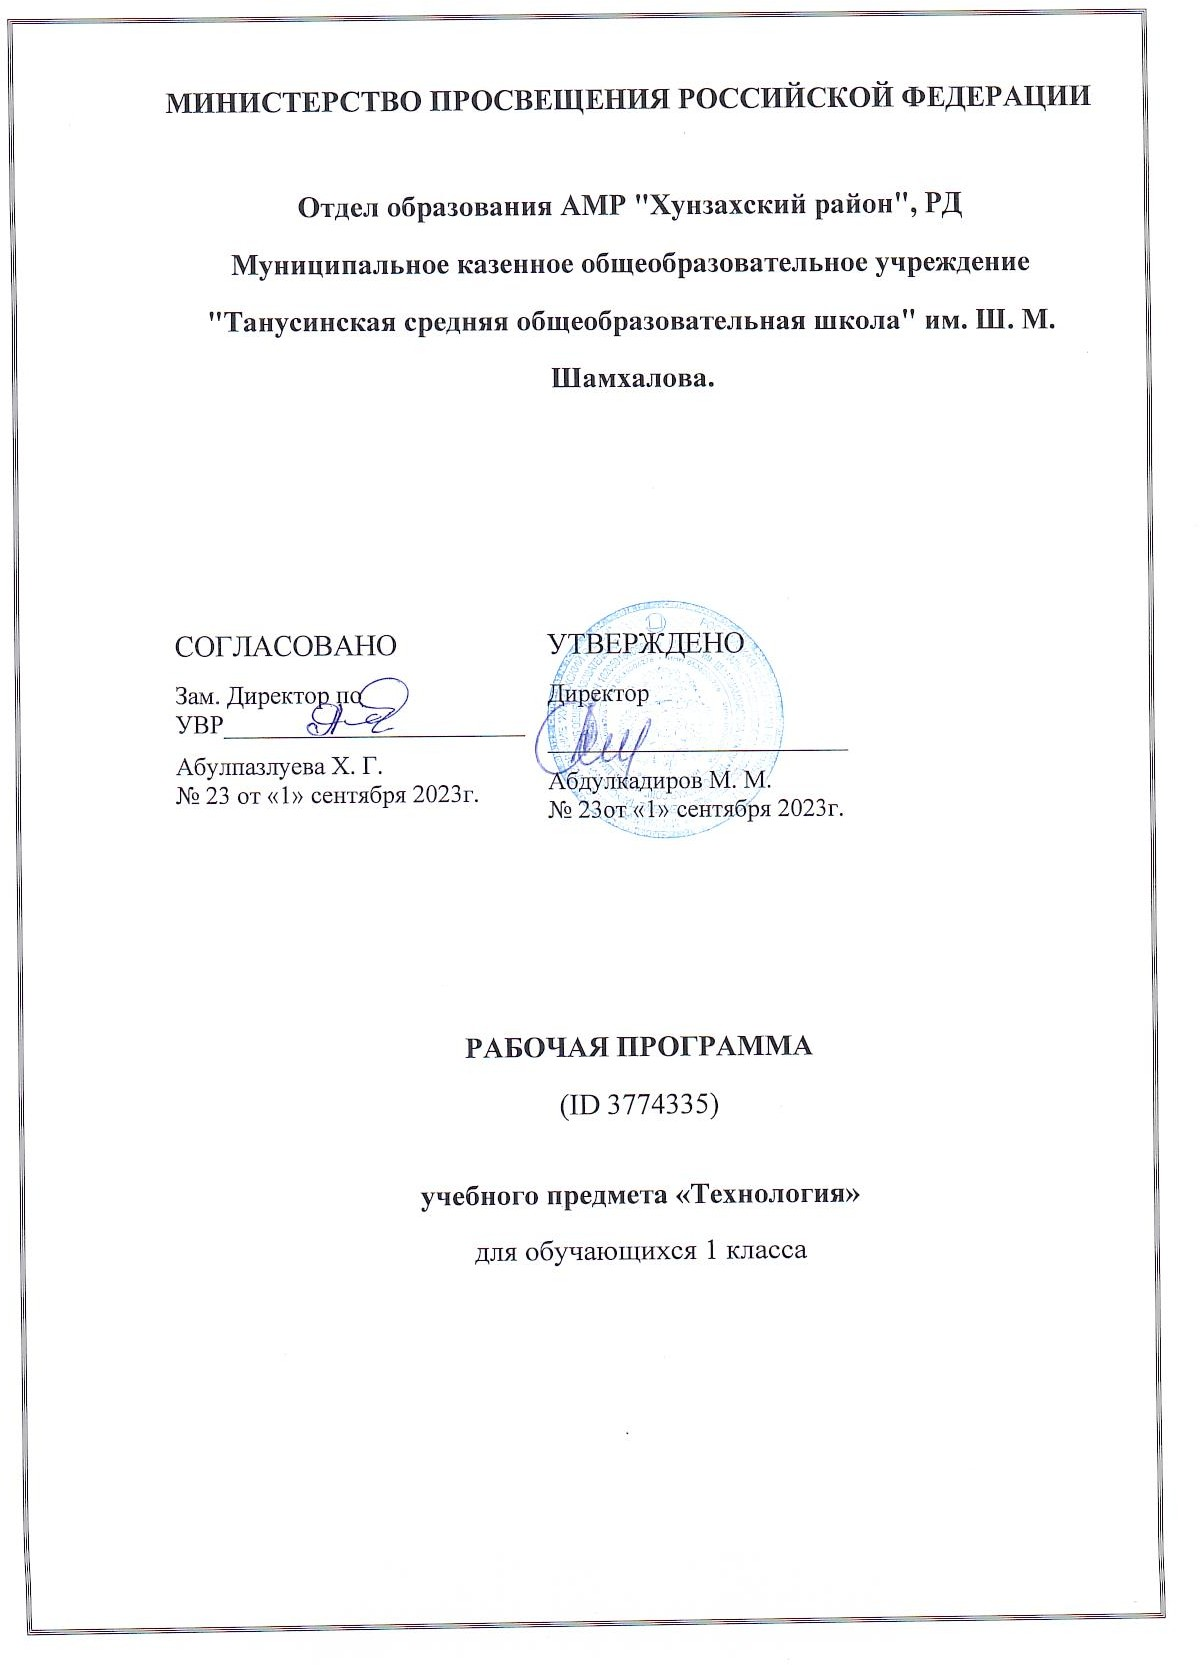 МИНИСТЕРСТВО ПРОСВЕЩЕНИЯ РОССИЙСКОЙ ФЕДЕРАЦИИ
Отдел образования АМР "Хунзахский район", РД
Муниципальное казенное общеобразовательное учреждение
"Танусинская средняя общеобразовательная школа" им. Ш. М.
Шамхалова.
СОГЛАСОВАНО
Зам. Директор по
УВР
Абулпазлуева Х. Г.
№ 23 от «1» сентября 2023г.
УТВЕРЖДЕНО
Директор
Абдулкадиров М. М.
№ 23от «1» сентября 2023г.
РАБОЧАЯ ПРОГРАММА
(ID 3774335)
учебного предмета «Технология»
для обучающихся 1 класса